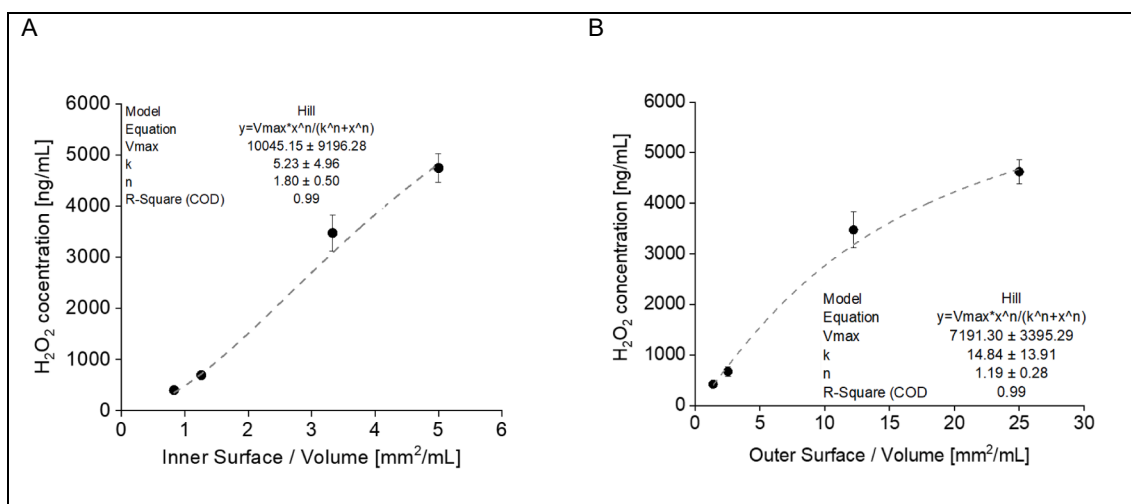 A
6000
5000
4000
3000
2000
1000
0
H₂O₂ cocentration [ng/mL]
Model Hill
Equation y=Vmax*x^n/(k^n+x^n)
Vmax 10045.15 ± 9196.28
k 5.23 ± 4.96
n 1.80 ± 0.50
R-Square (COD) 0.99
0 1 2 3 4 5 6
Inner Surface / Volume [mm²/mL]
B
6000
5000
4000
3000
2000
1000
0
H₂O₂ concentration [ng/mL]
Model Hill
Equation y=Vmax*x^n/(k^n+x^n)
Vmax 7191.30 ± 3395.29
k 14.84 ± 13.91
n 1.19 ± 0.28
R-Square (COD 0.99
0 5 10 15 20 25 30
Outer Surface / Volume [mm²/mL]